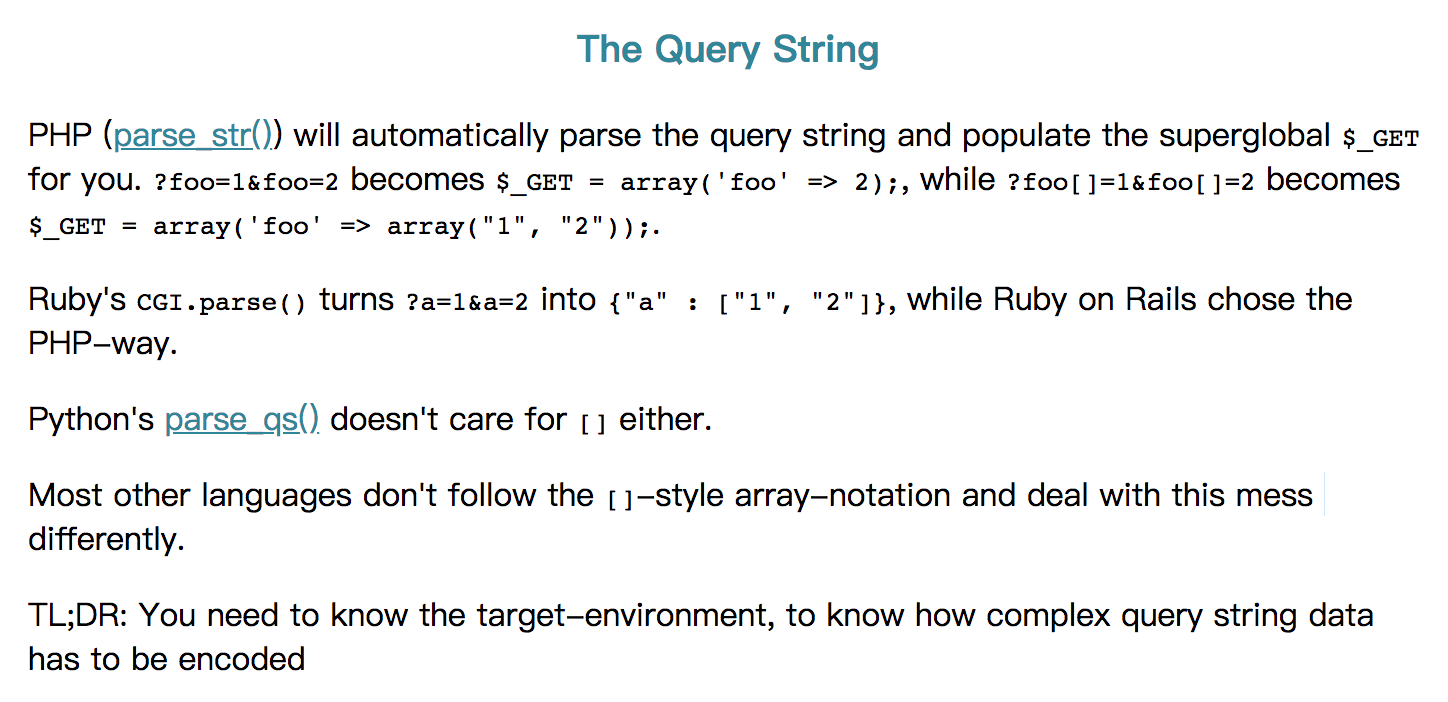 The Query String
PHP (parse_str()) will automatically parse the query string and populate the superglobal $_GET
for you. ?foo=1&foo=2 becomes $_GET = array('foo' => 2);, while ?foo[]=1&foo[]=2 becomes
$_GET = array('foo' => array("1", "2"));.
Ruby's CGI.parse() turns ?a=1&a=2 into {"a" : ["1", "2"]}, while Ruby on Rails chose the
PHP–way.
Python's parse_qs() doesn't care for [] either.
Most other languages don't follow the []–style array–notation and deal with this mess
differently.
TL;DR: You need to know the target–environment, to know how complex query string data
has to be encoded